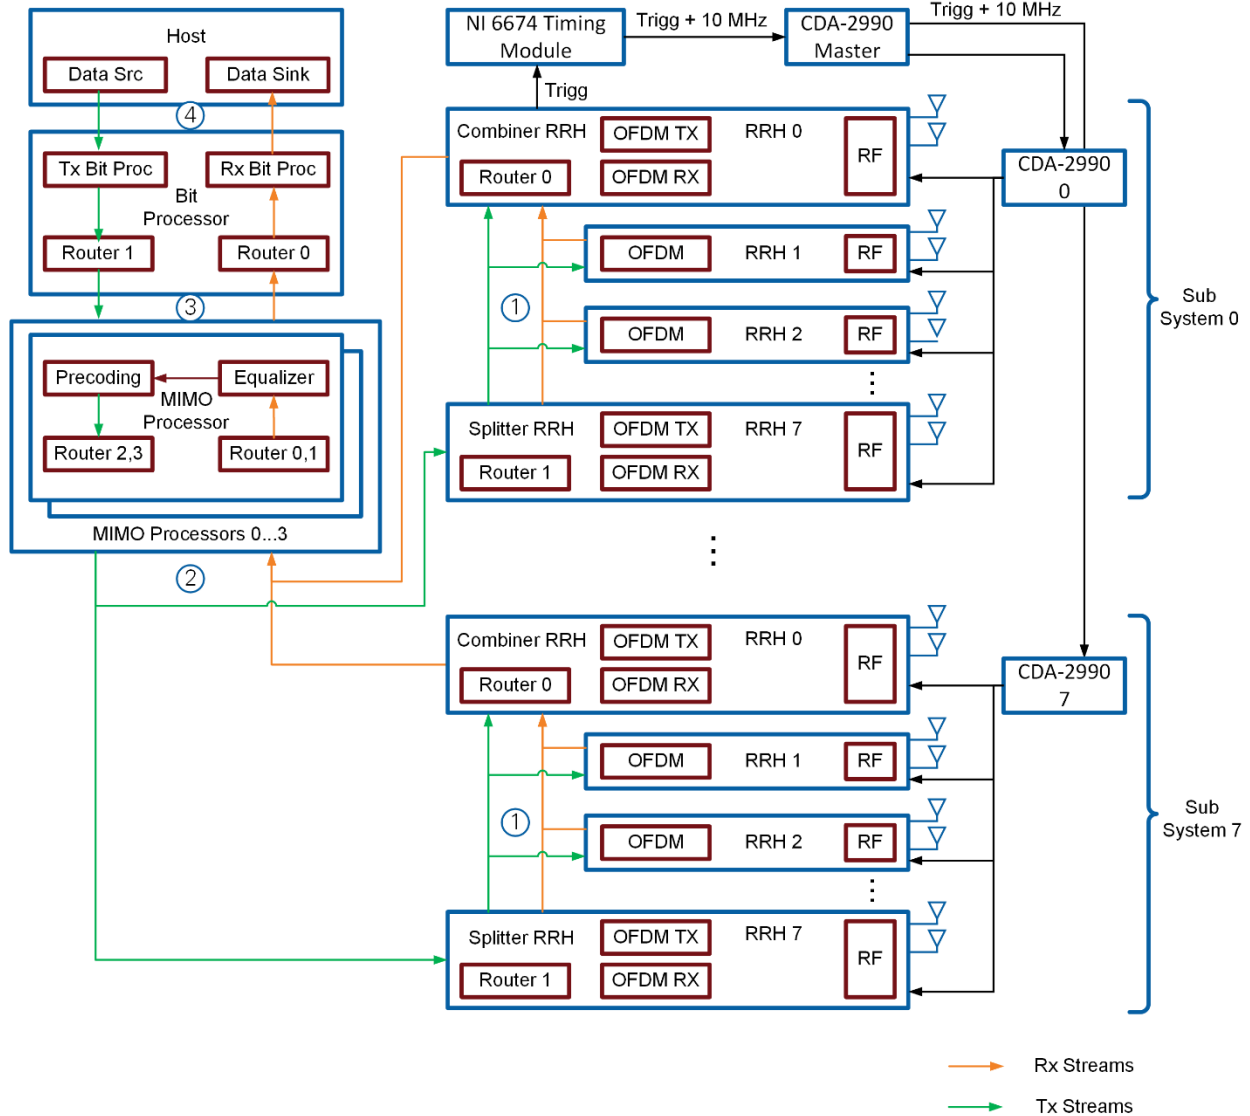 Host
Data Src
Data Sink
4
Tx Bit Proc
Rx Bit Proc
Bit
Processor
Router 1
Router 0
3
Precoding
Equalizer
MIMO
Processor
Router 2,3
Router 0,1
MIMO Processors 0...3
2
NI 6674 Timing
Module
Trigg + 10 MHz
CDA-2990
Master
Trigg + 10 MHz
Trigg
Combiner RRH
OFDM TX
RRH 0
RF
Router 0
OFDM RX
CDA-2990
0
OFDM
RRH 1
RF
1
OFDM
RRH 2
RF
Sub
System 0
Splitter RRH
OFDM TX
RRH 7
RF
Router 1
OFDM RX
Combiner RRH
OFDM TX
RRH 0
RF
Router 0
OFDM RX
CDA-2990
7
OFDM
RRH 1
RF
1
OFDM
RRH 2
RF
Sub
System 7
Splitter RRH
OFDM TX
RRH 7
RF
Router 1
OFDM RX
Rx Streams
Tx Streams